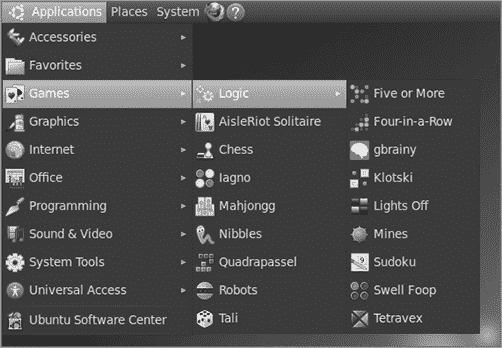 Applications Places System
Accessories
Favorites
Games
Graphics
Internet
Office
Programming
Sound & Video
System Tools
Universal Access
Ubuntu Software Center
Logic
AisleRiot Solitaire
Chess
Iagno
Mahjongg
Nibbles
Quadrapassel
Robots
Tali
Five or More
Four-in-a-Row
gbrainy
Klotski
Lights Off
Mines
Sudoku
Swell Foop
Tetravex